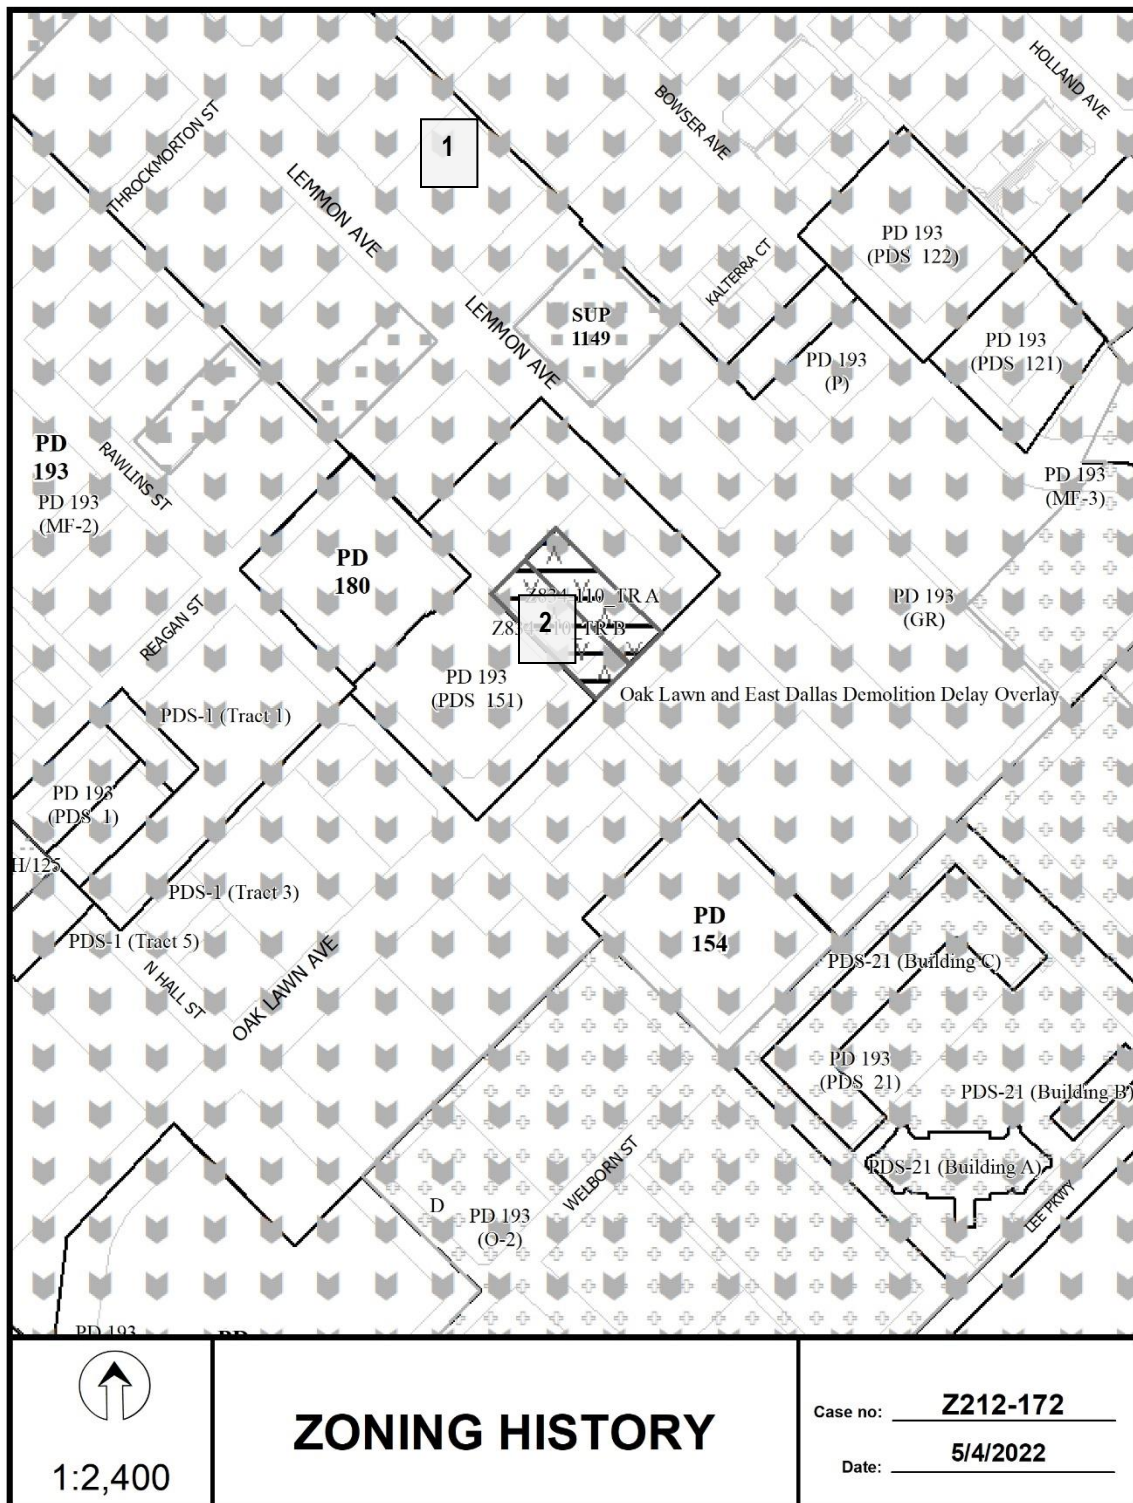 HOLLAND AVE
BOWSER AVE
THROCKMORTON ST
1
LEMMON AVE
PD 193
(PDS 122)
KALTERRA CT
LEMMON AVE
SUP
1149
PD 193
(PDS 121)
PD 193
(P)
PD
193
RAWLINS ST
PD 193
(MF-2)
PD 193
(MF-3)
PD
180
TR A
2
TR B
PD 193
(GR)
REAGAN ST
PD 193
(PDS 151)
Oak Lawn and East Dallas Demolition Delay Overlay
PDS-1 (Tract 1)
PD 193
(PDS 1)
H/125
PDS-1 (Tract 3)
PD
154
PDS-1 (Tract 5)
N HALL ST
OAK LAWN AVE
PDS-21 (Building C)
PD 193
(PDS 21)
PDS-21 (Building B)
PDS-21 (Building A)
WELBORN ST
LEE PKWY
D
PD 193
(O-2)
PD 193
PD
1:2,400
ZONING HISTORY
Case no: Z212-172
Date: 5/4/2022